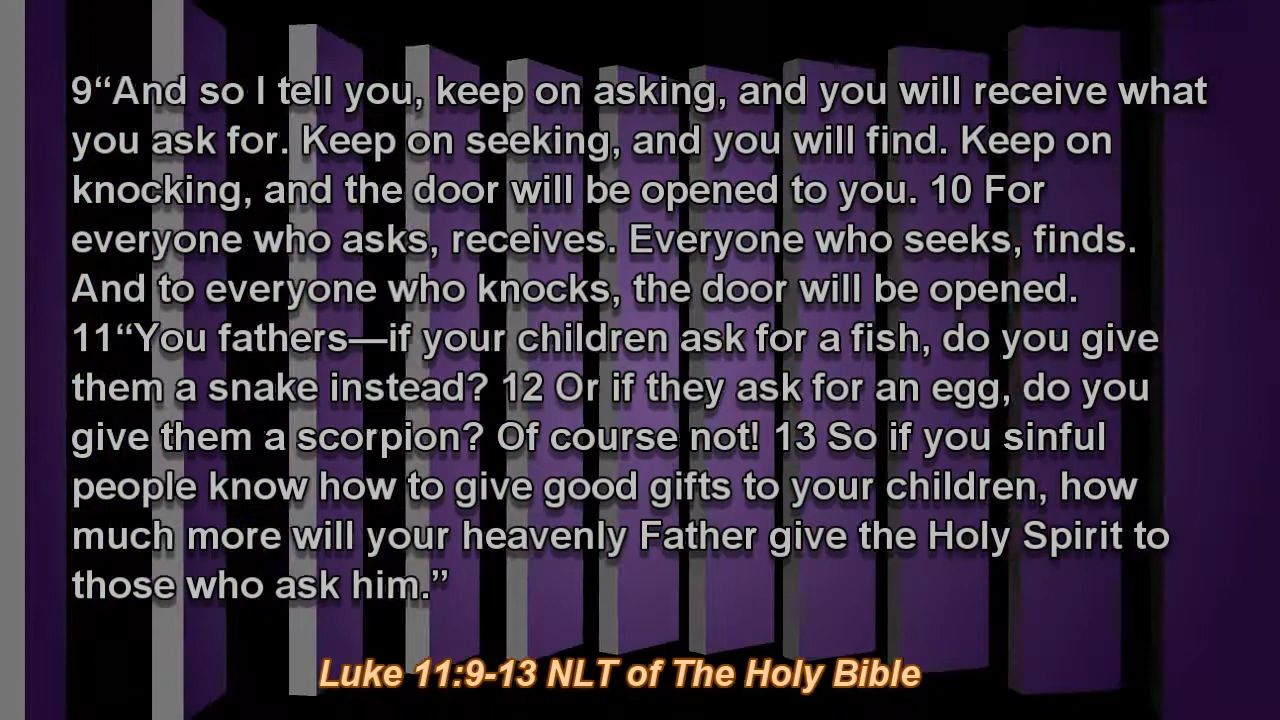 9“And so I tell you, keep on asking, and you will receive what
you ask for. Keep on seeking, and you will find. Keep on
knocking, and the door will be opened to you. 10 For
everyone who asks, receives. Everyone who seeks, finds.
And to everyone who knocks, the door will be opened.
11“You fathers—if your children ask for a fish, do you give
them a snake instead? 12 Or if they ask for an egg, do you
give them a scorpion? Of course not! 13 So if you sinful
people know how to give good gifts to your children, how
much more will your heavenly Father give the Holy Spirit to
those who ask him.”
Luke 11:9-13 NLT of The Holy Bible